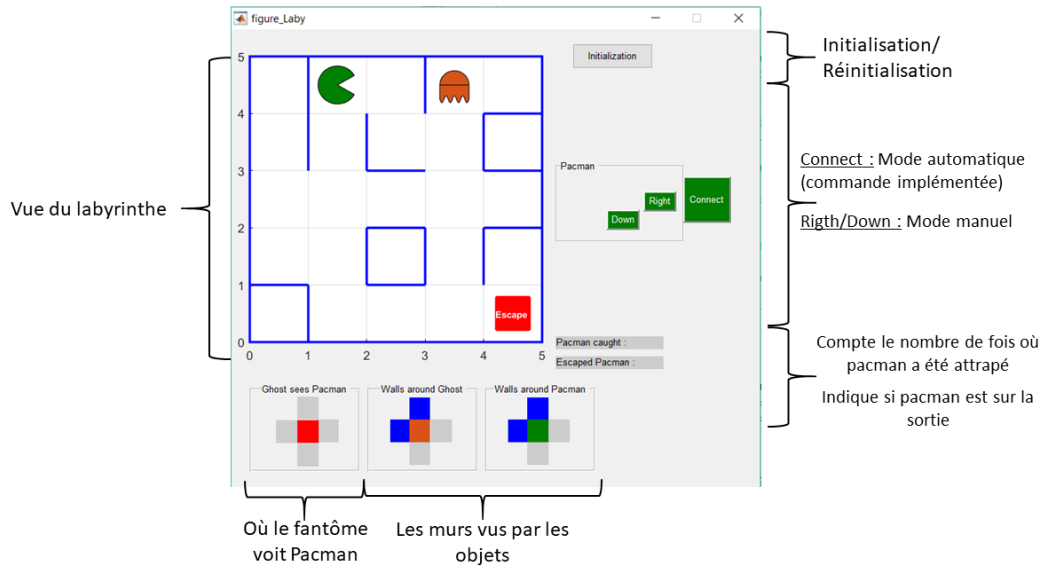 figure_Laby
Initialization
Initialisation/
Réinitialisation
5
4
3
2
1
0
0 1 2 3 4 5
Escape
Vue du labyrinthe
Pacman
Right
Down
Connect
Connect : Mode automatique
(commande implémentée)
Rigth/Down : Mode manuel
Pacman caught :
Escaped Pacman :
Compte le nombre de fois où
pacman a été attrapé
Indique si pacman est sur la
sortie
Ghost sees Pacman
Walls around Ghost
Walls around Pacman
Où le fantôme
voit Pacman
Les murs vus par les
objets